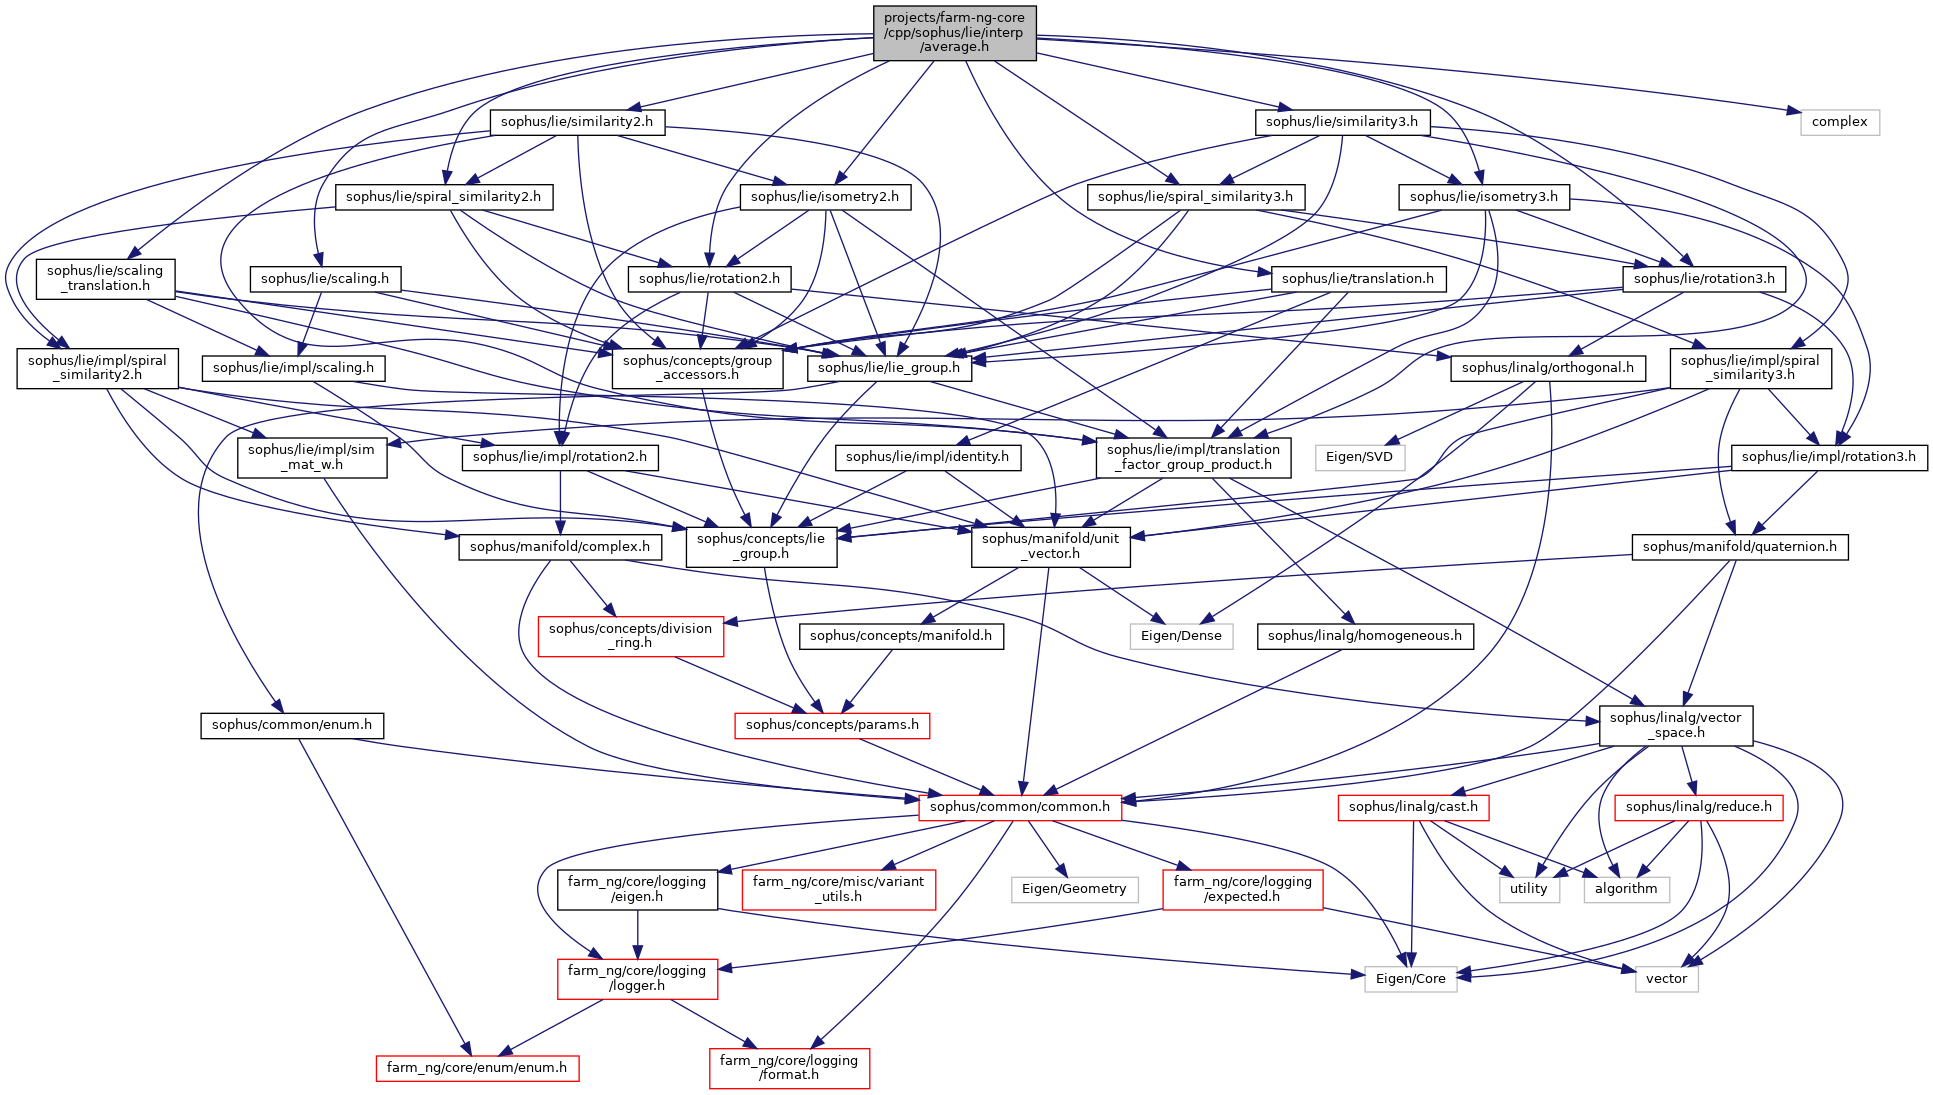 projects/farm-ng-core
/cpp/sophus/lie/interp
/average.h
sophus/lie/similarity2.h
sophus/lie/similarity3.h
complex
sophus/lie/spiral_similarity2.h
sophus/lie/isometry2.h
sophus/lie/spiral_similarity3.h
sophus/lie/isometry3.h
sophus/lie/scaling
_translation.h
sophus/lie/scaling.h
sophus/lie/rotation2.h
sophus/lie/translation.h
sophus/lie/rotation3.h
sophus/lie/impl/spiral
_similarity2.h
sophus/lie/impl/scaling.h
sophus/concepts/group
_accessors.h
sophus/lie/lie_group.h
sophus/linalg/orthogonal.h
sophus/lie/impl/spiral
_similarity3.h
sophus/lie/impl/sim
_mat_w.h
sophus/lie/impl/rotation2.h
sophus/lie/impl/identity.h
sophus/lie/impl/translation
_factor_group_product.h
Eigen/SVD
sophus/lie/impl/rotation3.h
sophus/manifold/complex.h
sophus/concepts/lie
_group.h
sophus/manifold/unit
_vector.h
sophus/manifold/quaternion.h
sophus/concepts/division
_ring.h
sophus/concepts/manifold.h
Eigen/Dense
sophus/linalg/homogeneous.h
sophus/common/enum.h
sophus/concepts/params.h
sophus/linalg/vector
_space.h
sophus/common/common.h
sophus/linalg/cast.h
sophus/linalg/reduce.h
farm_ng/core/logging
/eigen.h
farm_ng/core/misc/variant
_utils.h
Eigen/Geometry
farm_ng/core/logging
/expected.h
utility
algorithm
farm_ng/core/logging
/logger.h
Eigen/Core
vector
farm_ng/core/enum/enum.h
farm_ng/core/logging
/format.h